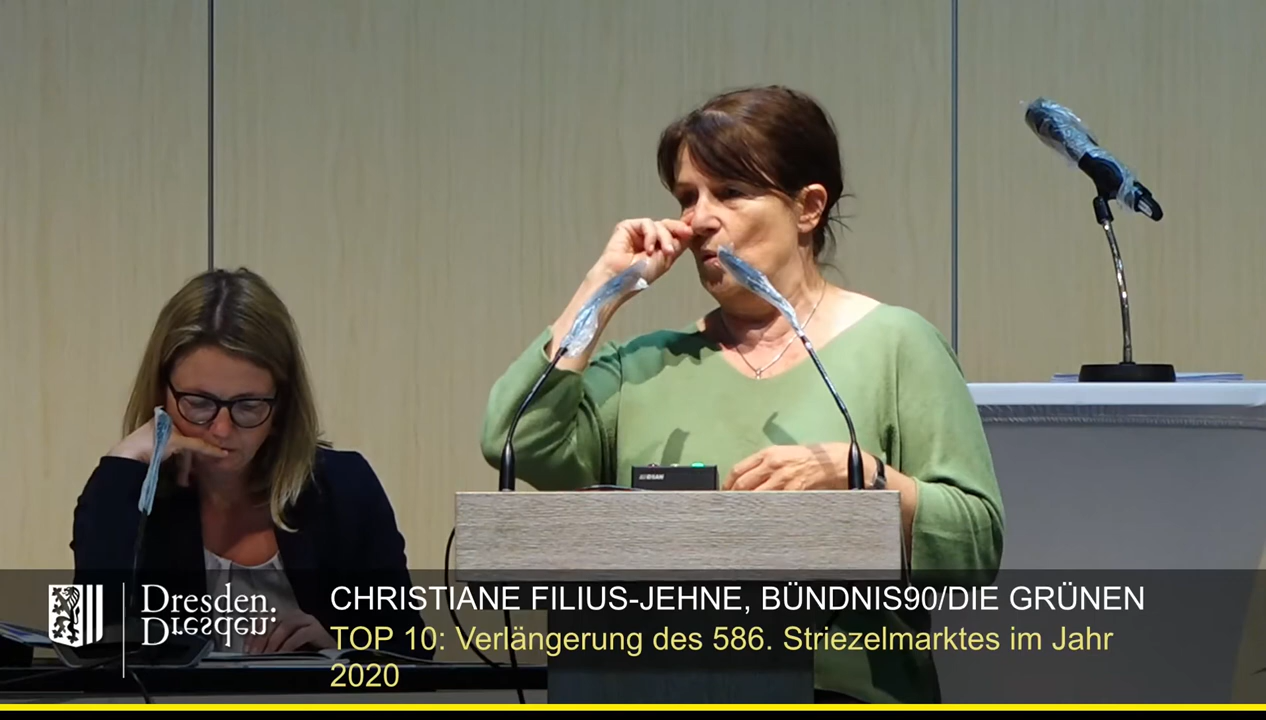 Dresden.
Dresden.
CHRISTIANE FILIUS-JEHNE, BÜNDNIS90/DIE GRÜNEN
TOP 10: Verlängerung des 586. Striezelmarktes im Jahr
2020